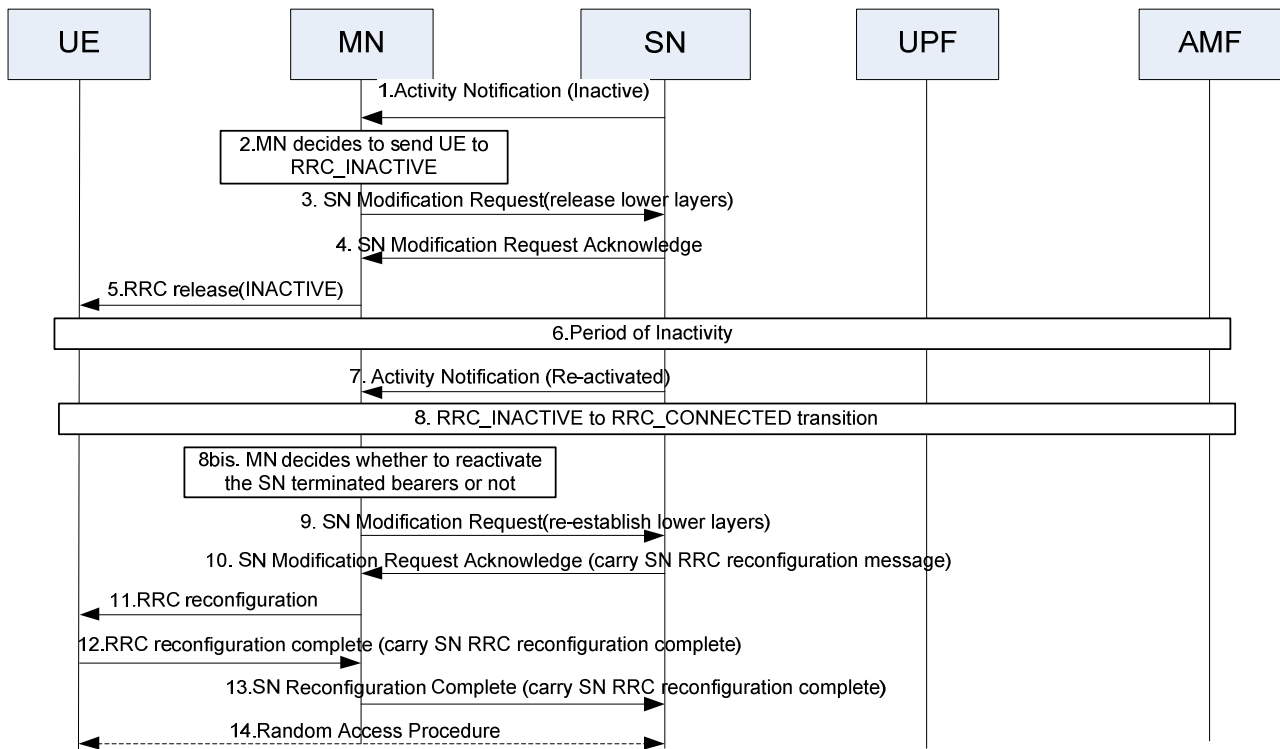 UE MN SN UPF AMF
1.Activity Notification (Inactive)
2.MN decides to send UE to
RRC_INACTIVE
3. SN Modification Request(release lower layers)
4. SN Modification Request Acknowledge
5.RRC release(INACTIVE)
6.Period of Inactivity
7. Activity Notification (Re-activated)
8. RRC_INACTIVE to RRC_CONNECTED transition
8bis. MN decides whether to reactivate
the SN terminated bearers or not
9. SN Modification Request(re-establish lower layers)
10. SN Modification Request Acknowledge (carry SN RRC reconfiguration message)
11.RRC reconfiguration
12.RRC reconfiguration complete (carry SN RRC reconfiguration complete)
13.SN Reconfiguration Complete (carry SN RRC reconfiguration complete)
14.Random Access Procedure